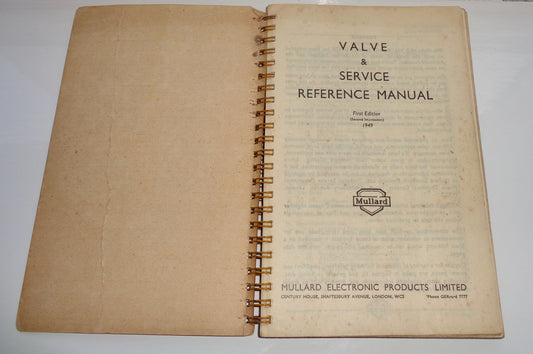 VALVE
&
SERVICE
REFERENCE MANUAL
First Edition
(Second Impression)
1949
Mullard
MULLARD ELECTRONIC PRODUCTS LIMITED
CENTURY HOUSE, SHAFTESBURY AVENUE, LONDON, WC2 'Phone GERrard 7777